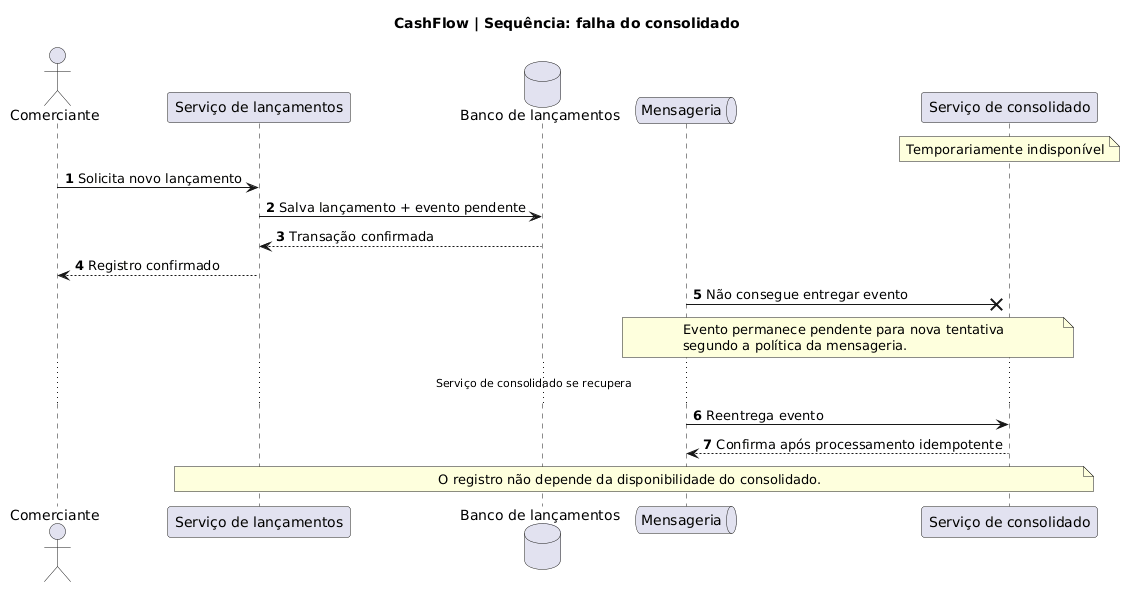 CashFlow | Sequência: falha do consolidado
Comerciante
Serviço de lançamentos
Banco de lançamentos
Mensageria
Serviço de consolidado
Temporariamente indisponível
1 Solicita novo lançamento
2 Salva lançamento + evento pendente
3 Transação confirmada
4 Registro confirmado
5 Não consegue entregar evento
Evento permanece pendente para nova tentativa
segundo a política da mensageria.
Serviço de consolidado se recupera
6 Reentrega evento
7 Confirma após processamento idempotente
O registro não depende da disponibilidade do consolidado.
Comerciante
Serviço de lançamentos
Banco de lançamentos
Mensageria
Serviço de consolidado